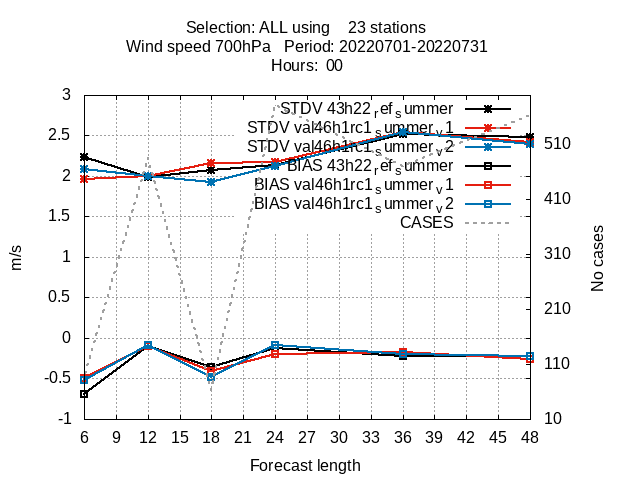 Selection: ALL using 23 stations
Wind speed 700hPa Period: 20220701-20220731
Hours: 00
3
2.5
2
1.5
1
0.5
0
-0.5
-1
m/s
STDV 43h22_ref_summer
STDV val46h1rc1_summer_v1
STDV val46h1rc1_summer_v2
BIAS 43h22_ref_summer
BIAS val46h1rc1_summer_v1
BIAS val46h1rc1_summer_v2
CASES
510
410
310
210
110
10
No cases
6 9 12 15 18 21 24 27 30 33 36 39 42 45 48
Forecast length